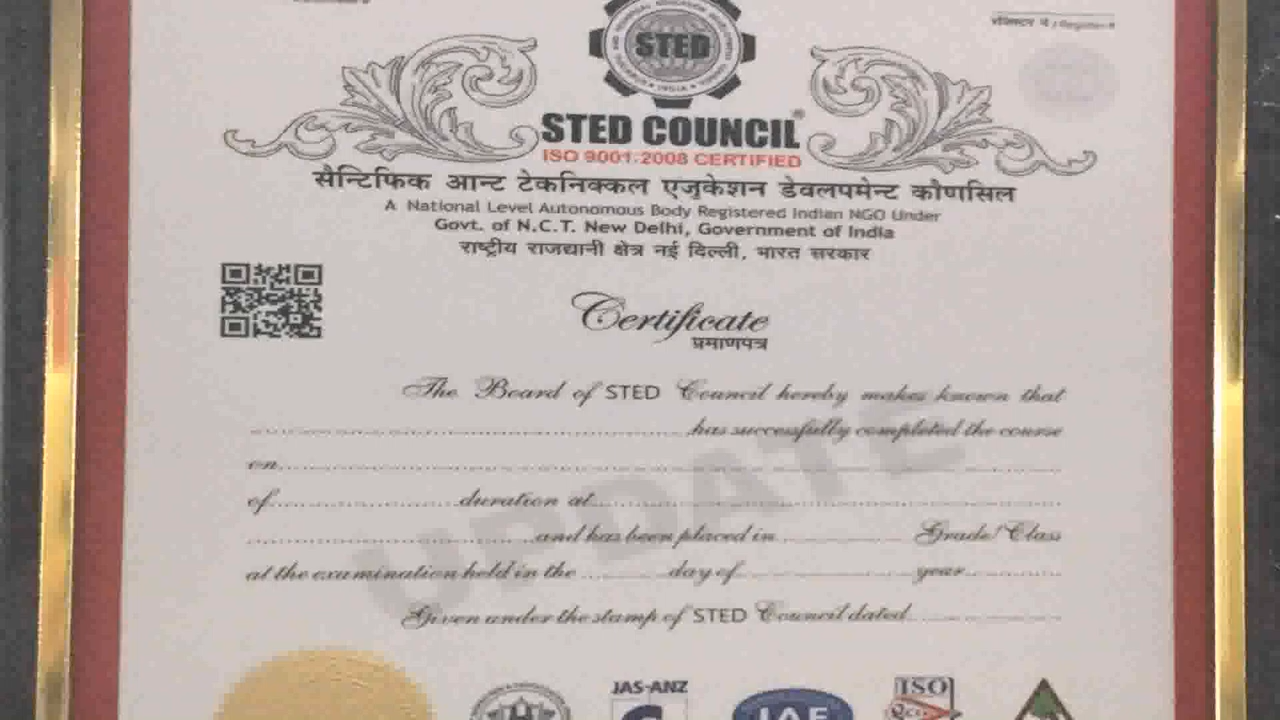 रजिस्टर नं / Register
STED
STED COUNCIL®
ISO 9001:2008 CERTIFIED
सैन्टिफिक आन्ट टेकनिक्कल एजुकेशन डेवलपमेन्ट कौणसिल
A National Level Autonomous Body Registered Indian NGO Under
Govt. of N.C.T. New Delhi, Government of India
राष्ट्रीय राजधानी क्षेत्र नई दिल्ली, भारत सरकार
Certificate
प्रमाणपत्र
The Board of STED Council hereby makes known that
has successfully completed the course
on
of duration at
and has been placed in Grade/Class
at the examination held in the day of year
Given under the stamp of STED Council dated
UPDATE
JAS-ANZ
IAF
ISO